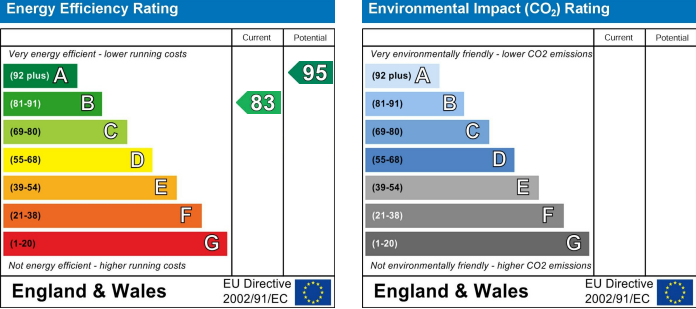 Energy Efficiency Rating
Current Potential
Very energy efficient - lower running costs
(92 plus) A
95
(81-91) B
83
(69-80) C
(55-68) D
(39-54) E
(21-38) F
(1-20) G
Not energy efficient - higher running costs
England & Wales
EU Directive
2002/91/EC
Environmental Impact (CO₂) Rating
Current Potential
Very environmentally friendly - lower CO2 emissions
(92 plus) A
(81-91) B
(69-80) C
(55-68) D
(39-54) E
(21-38) F
(1-20) G
Not environmentally friendly - higher CO2 emissions
England & Wales
EU Directive
2002/91/EC